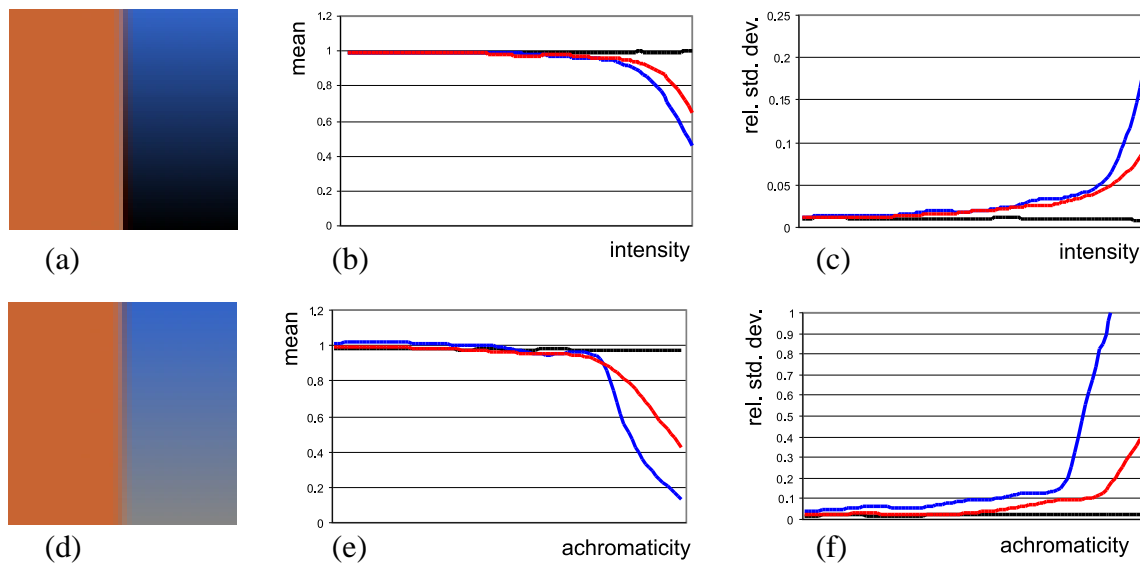 mean
1.2
1
0.8
0.6
0.4
0.2
0
intensity
rel. std. dev.
0.25
0.2
0.15
0.1
0.05
0
intensity
(a)
(b)
(c)
mean
1.2
1
0.8
0.6
0.4
0.2
0
achromaticity
rel. std. dev.
1
0.9
0.8
0.7
0.6
0.5
0.4
0.3
0.2
0.1
0
achromaticity
(d)
(e)
(f)